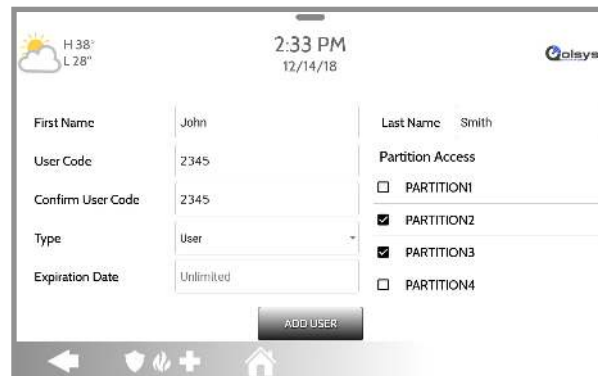 H 38°
L 28°
2:33 PM
12/14/18
Qolsys
First Name John
Last Name Smith
User Code 2345
Partition Access
Confirm User Code 2345
PARTITION1
PARTITION2
Type User
PARTITION3
Expiration Date Unlimited
PARTITION4
ADD USER